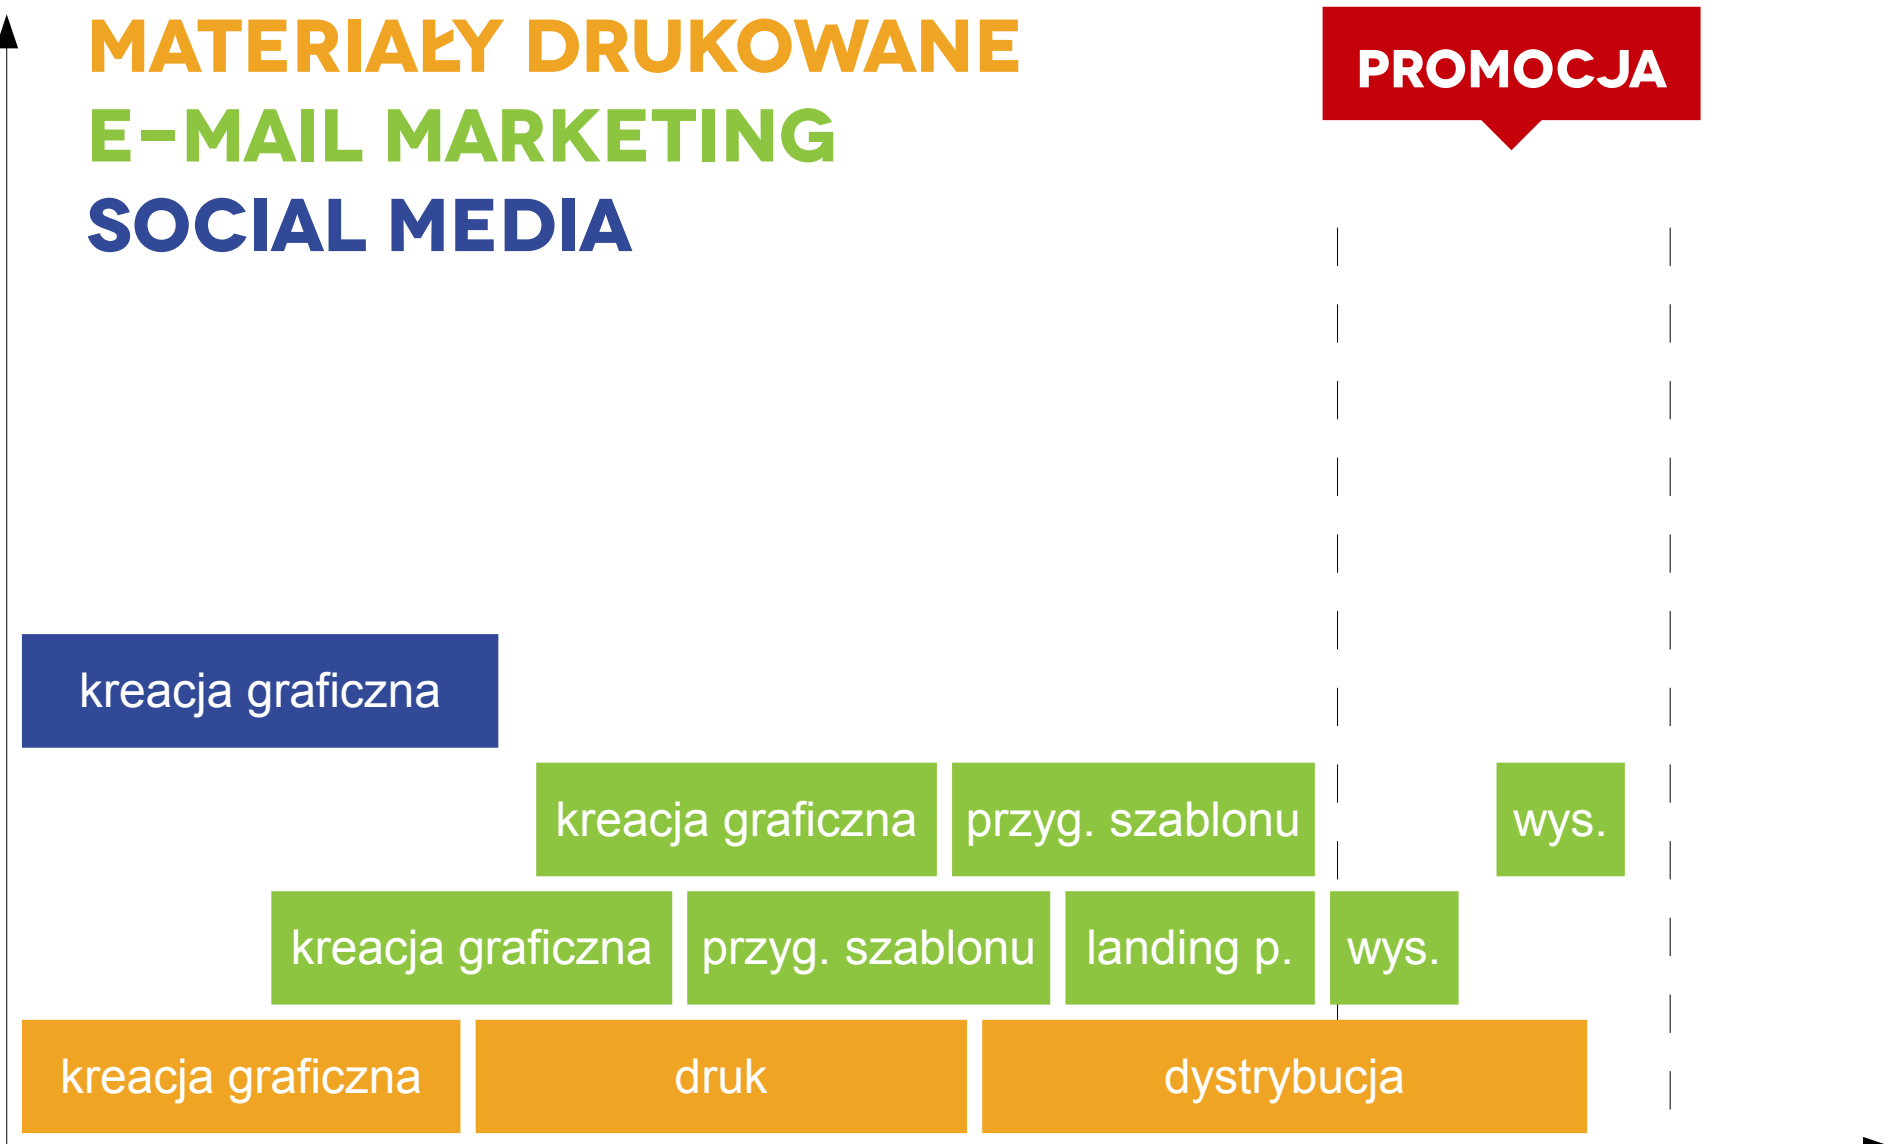 MATERIAŁY DRUKOWANE
PROMOCJA
E-MAIL MARKETING
SOCIAL MEDIA
kreacja graficzna
kreacja graficzna przyg. szablonu wys.
kreacja graficzna przyg. szablonu landing p. wys.
kreacja graficzna druk dystrybucja